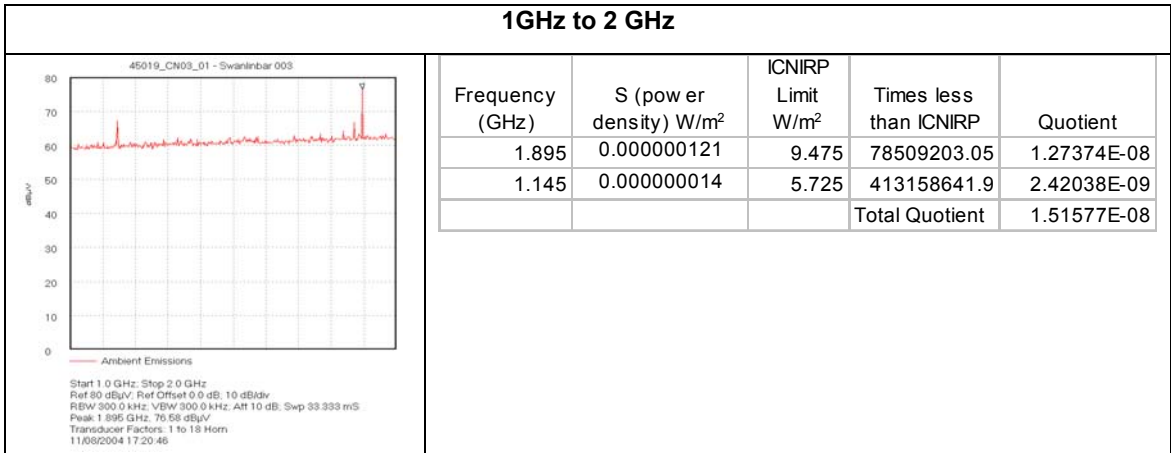 1GHz to 2 GHz
45019_CN03_01 - Swanlinbar 003
80
70
60
50
40
30
20
10
0
dBµV
Ambient Emissions
Start 1.0 GHz; Stop 2.0 GHz
Ref 80 dBµV; Ref Offset 0.0 dB; 10 dB/div
RBW 300.0 kHz; VBW 300.0 kHz; Att 10 dB; Swp 33.333 mS
Peak 1.895 GHz, 76.58 dBµV
Transducer Factors: 1 to 18 Horn
11/08/2004 17:20:46
Frequency (GHz) S (pow er density) W/m² ICNIRP Limit W/m² Times less than ICNIRP Quotient
1.895 0.000000121 9.475 78509203.05 1.27374E-08
1.145 0.000000014 5.725 413158641.9 2.42038E-09
Total Quotient 1.51577E-08